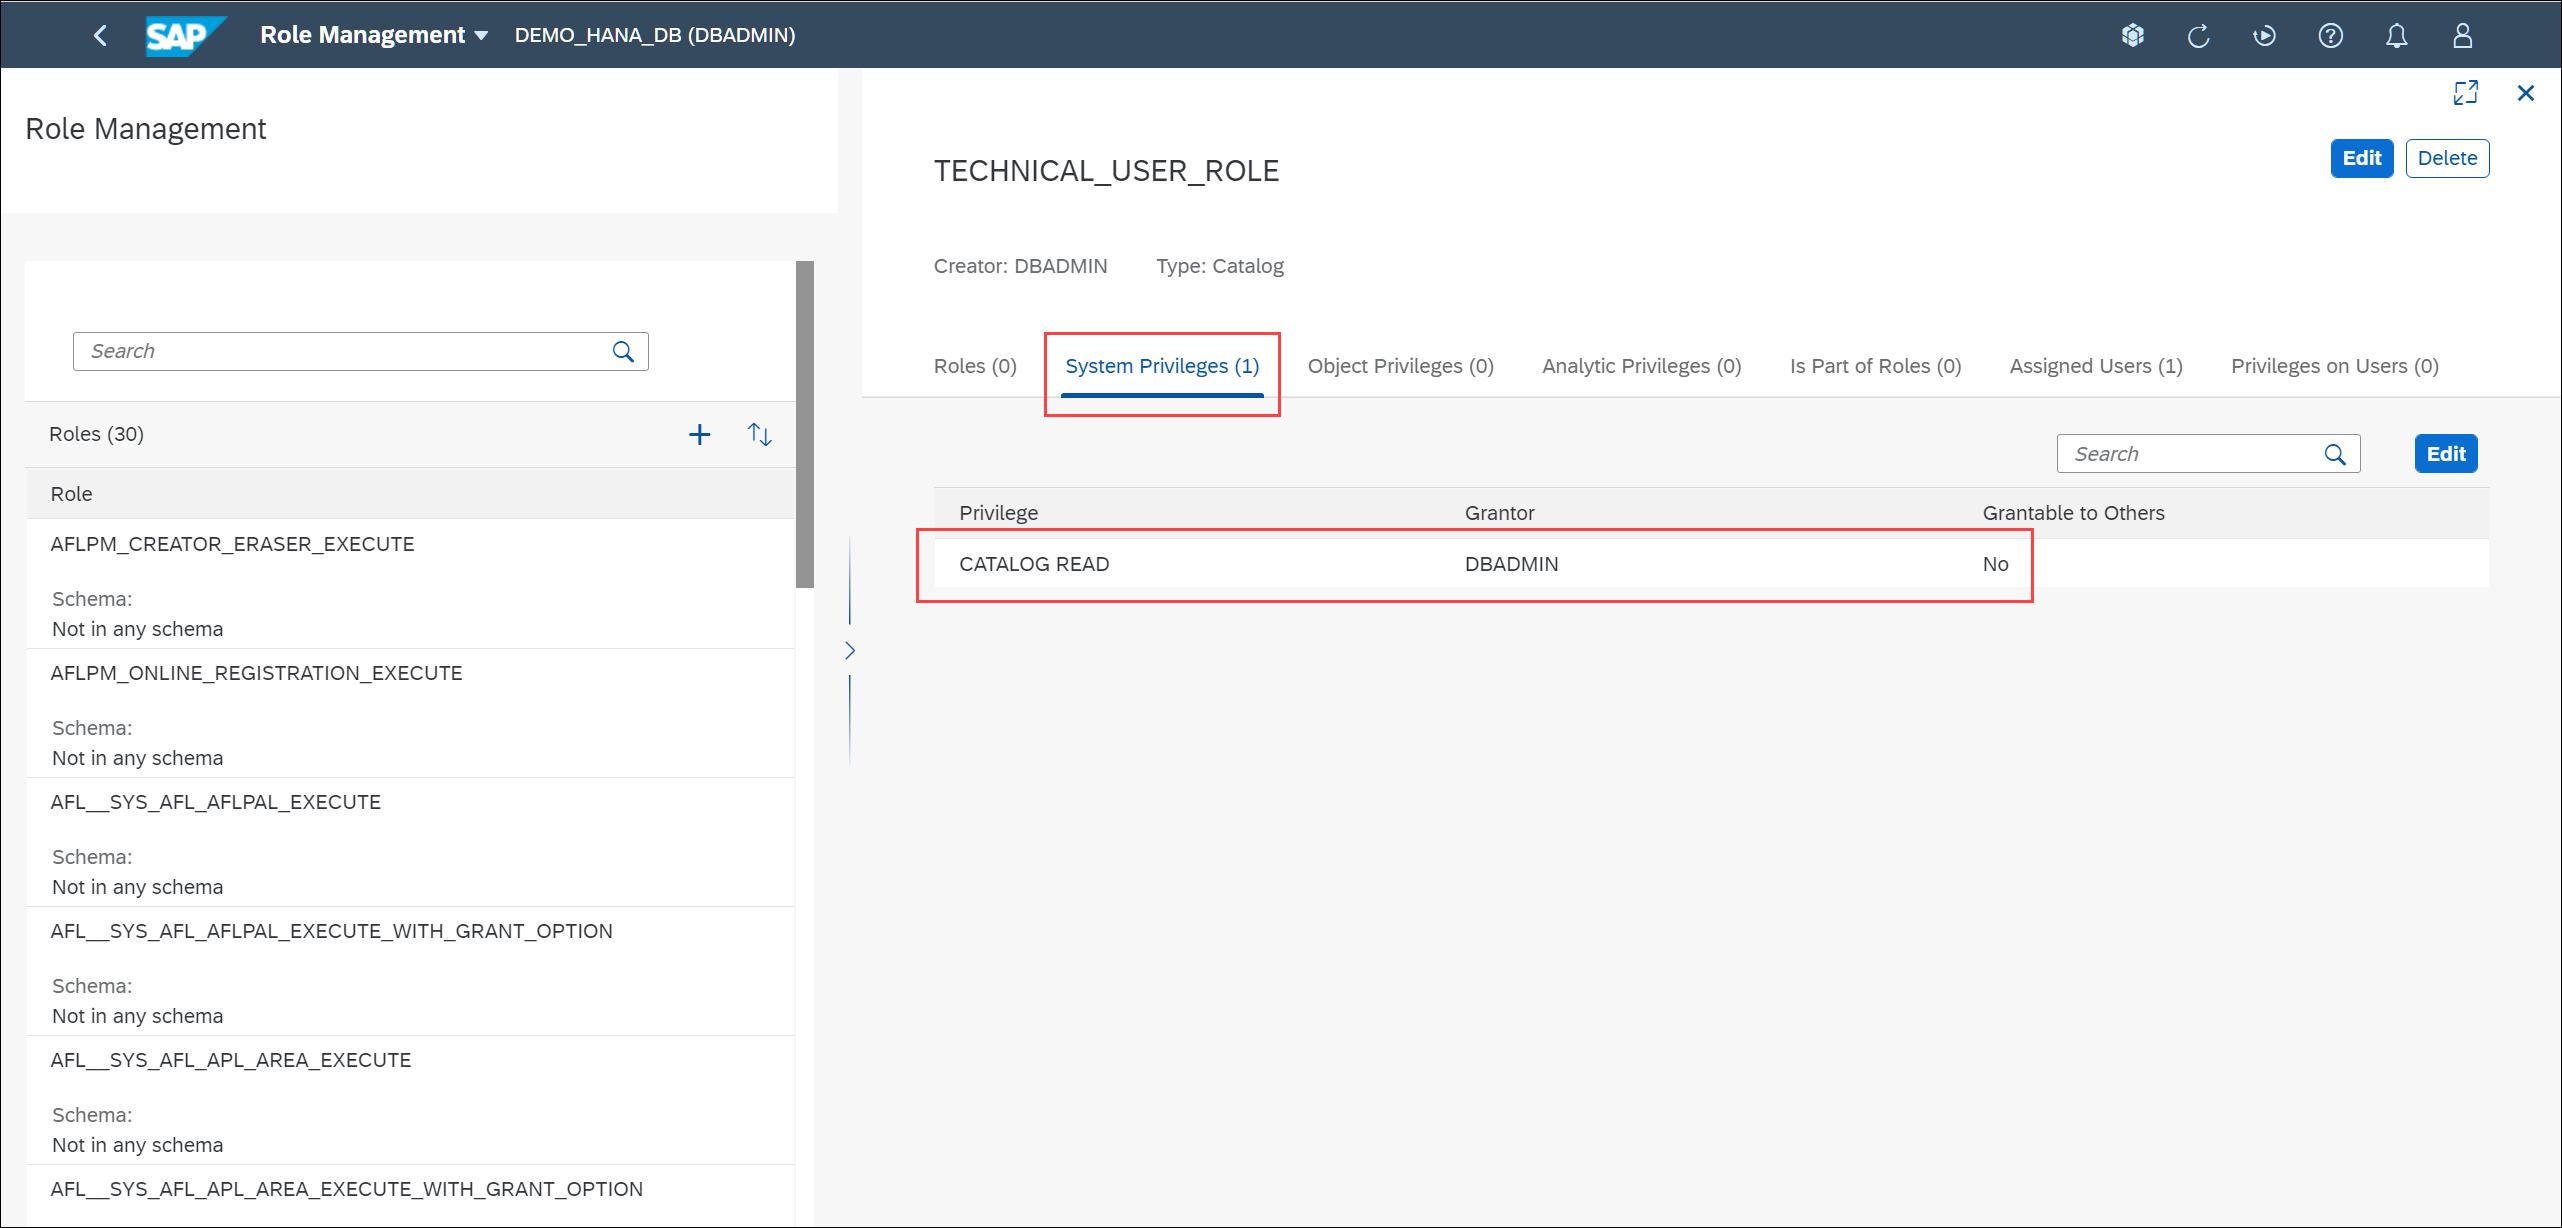 SAP Role Management DEMO_HANA_DB (DBADMIN)
Role Management
Search
Roles (30)
Role
AFLPM_CREATOR_ERASER_EXECUTE
Schema:
Not in any schema
AFLPM_ONLINE_REGISTRATION_EXECUTE
Schema:
Not in any schema
AFL__SYS_AFL_AFLPAL_EXECUTE
Schema:
Not in any schema
AFL__SYS_AFL_AFLPAL_EXECUTE_WITH_GRANT_OPTION
Schema:
Not in any schema
AFL__SYS_AFL_APL_AREA_EXECUTE
Schema:
Not in any schema
AFL__SYS_AFL_APL_AREA_EXECUTE_WITH_GRANT_OPTION
TECHNICAL_USER_ROLE
Edit Delete
Creator: DBADMIN Type: Catalog
Roles (0) System Privileges (1) Object Privileges (0) Analytic Privileges (0) Is Part of Roles (0) Assigned Users (1) Privileges on Users (0)
Search Edit
Privilege Grantor Grantable to Others
CATALOG READ DBADMIN No